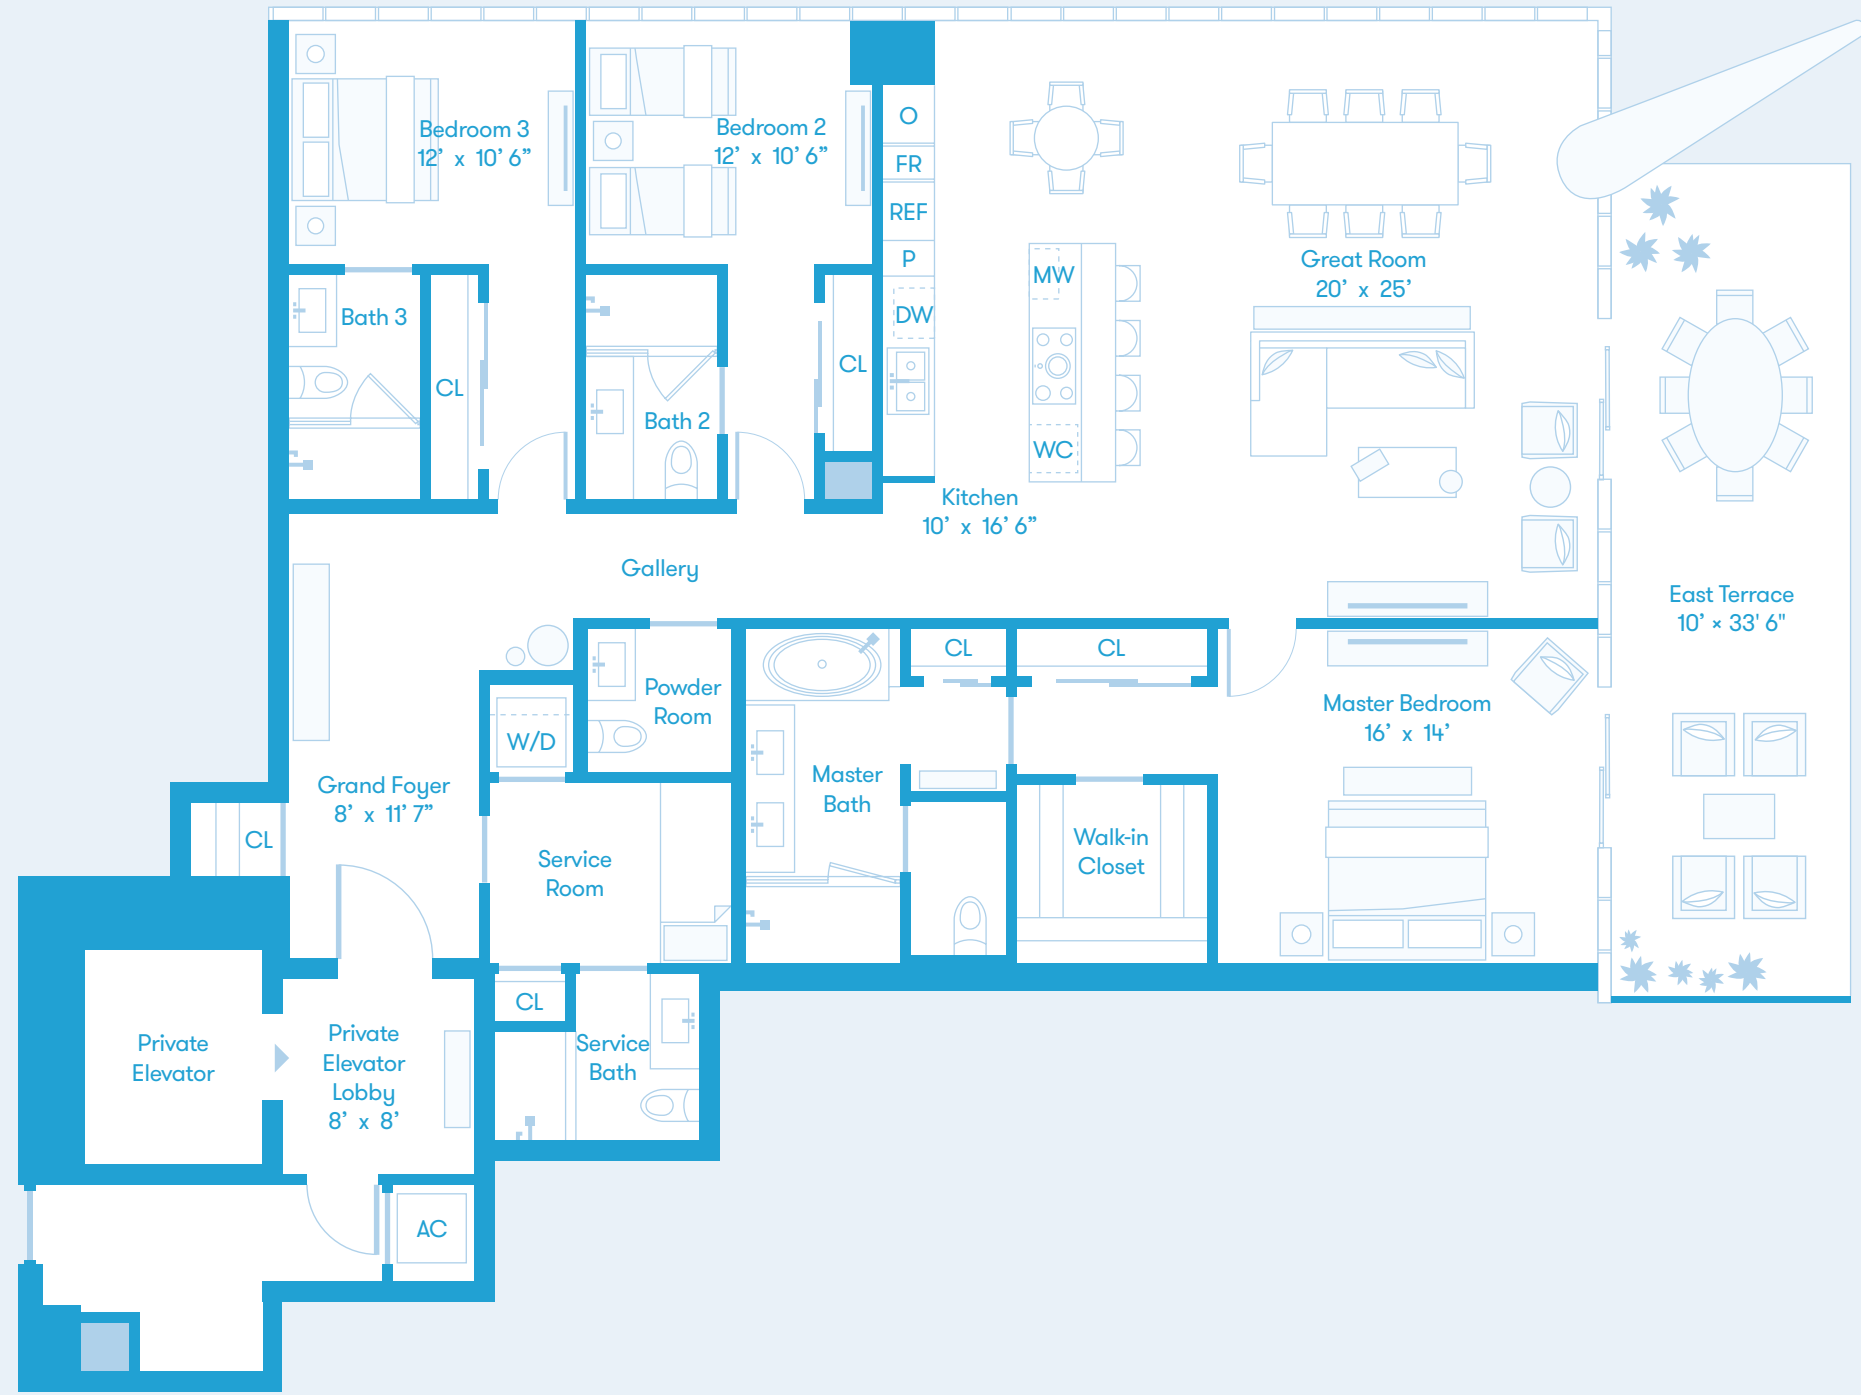 Bedroom 3
12’ x 10’ 6”
Bedroom 2
12’ x 10’ 6”
O
FR
REF
P
DW
MW
WC
Great Room
20’ x 25’
Bath 3
CL
Bath 2
CL
Kitchen
10’ x 16’ 6”
Gallery
East Terrace
10’ × 33' 6"
Powder
Room
CL
CL
Master Bedroom
16’ x 14’
W/D
Grand Foyer
8’ x 11’ 7”
Master
Bath
CL
Service
Room
Walk-in
Closet
CL
Private
Elevator
Private
Elevator
Lobby
8’ x 8’
Service
Bath
AC